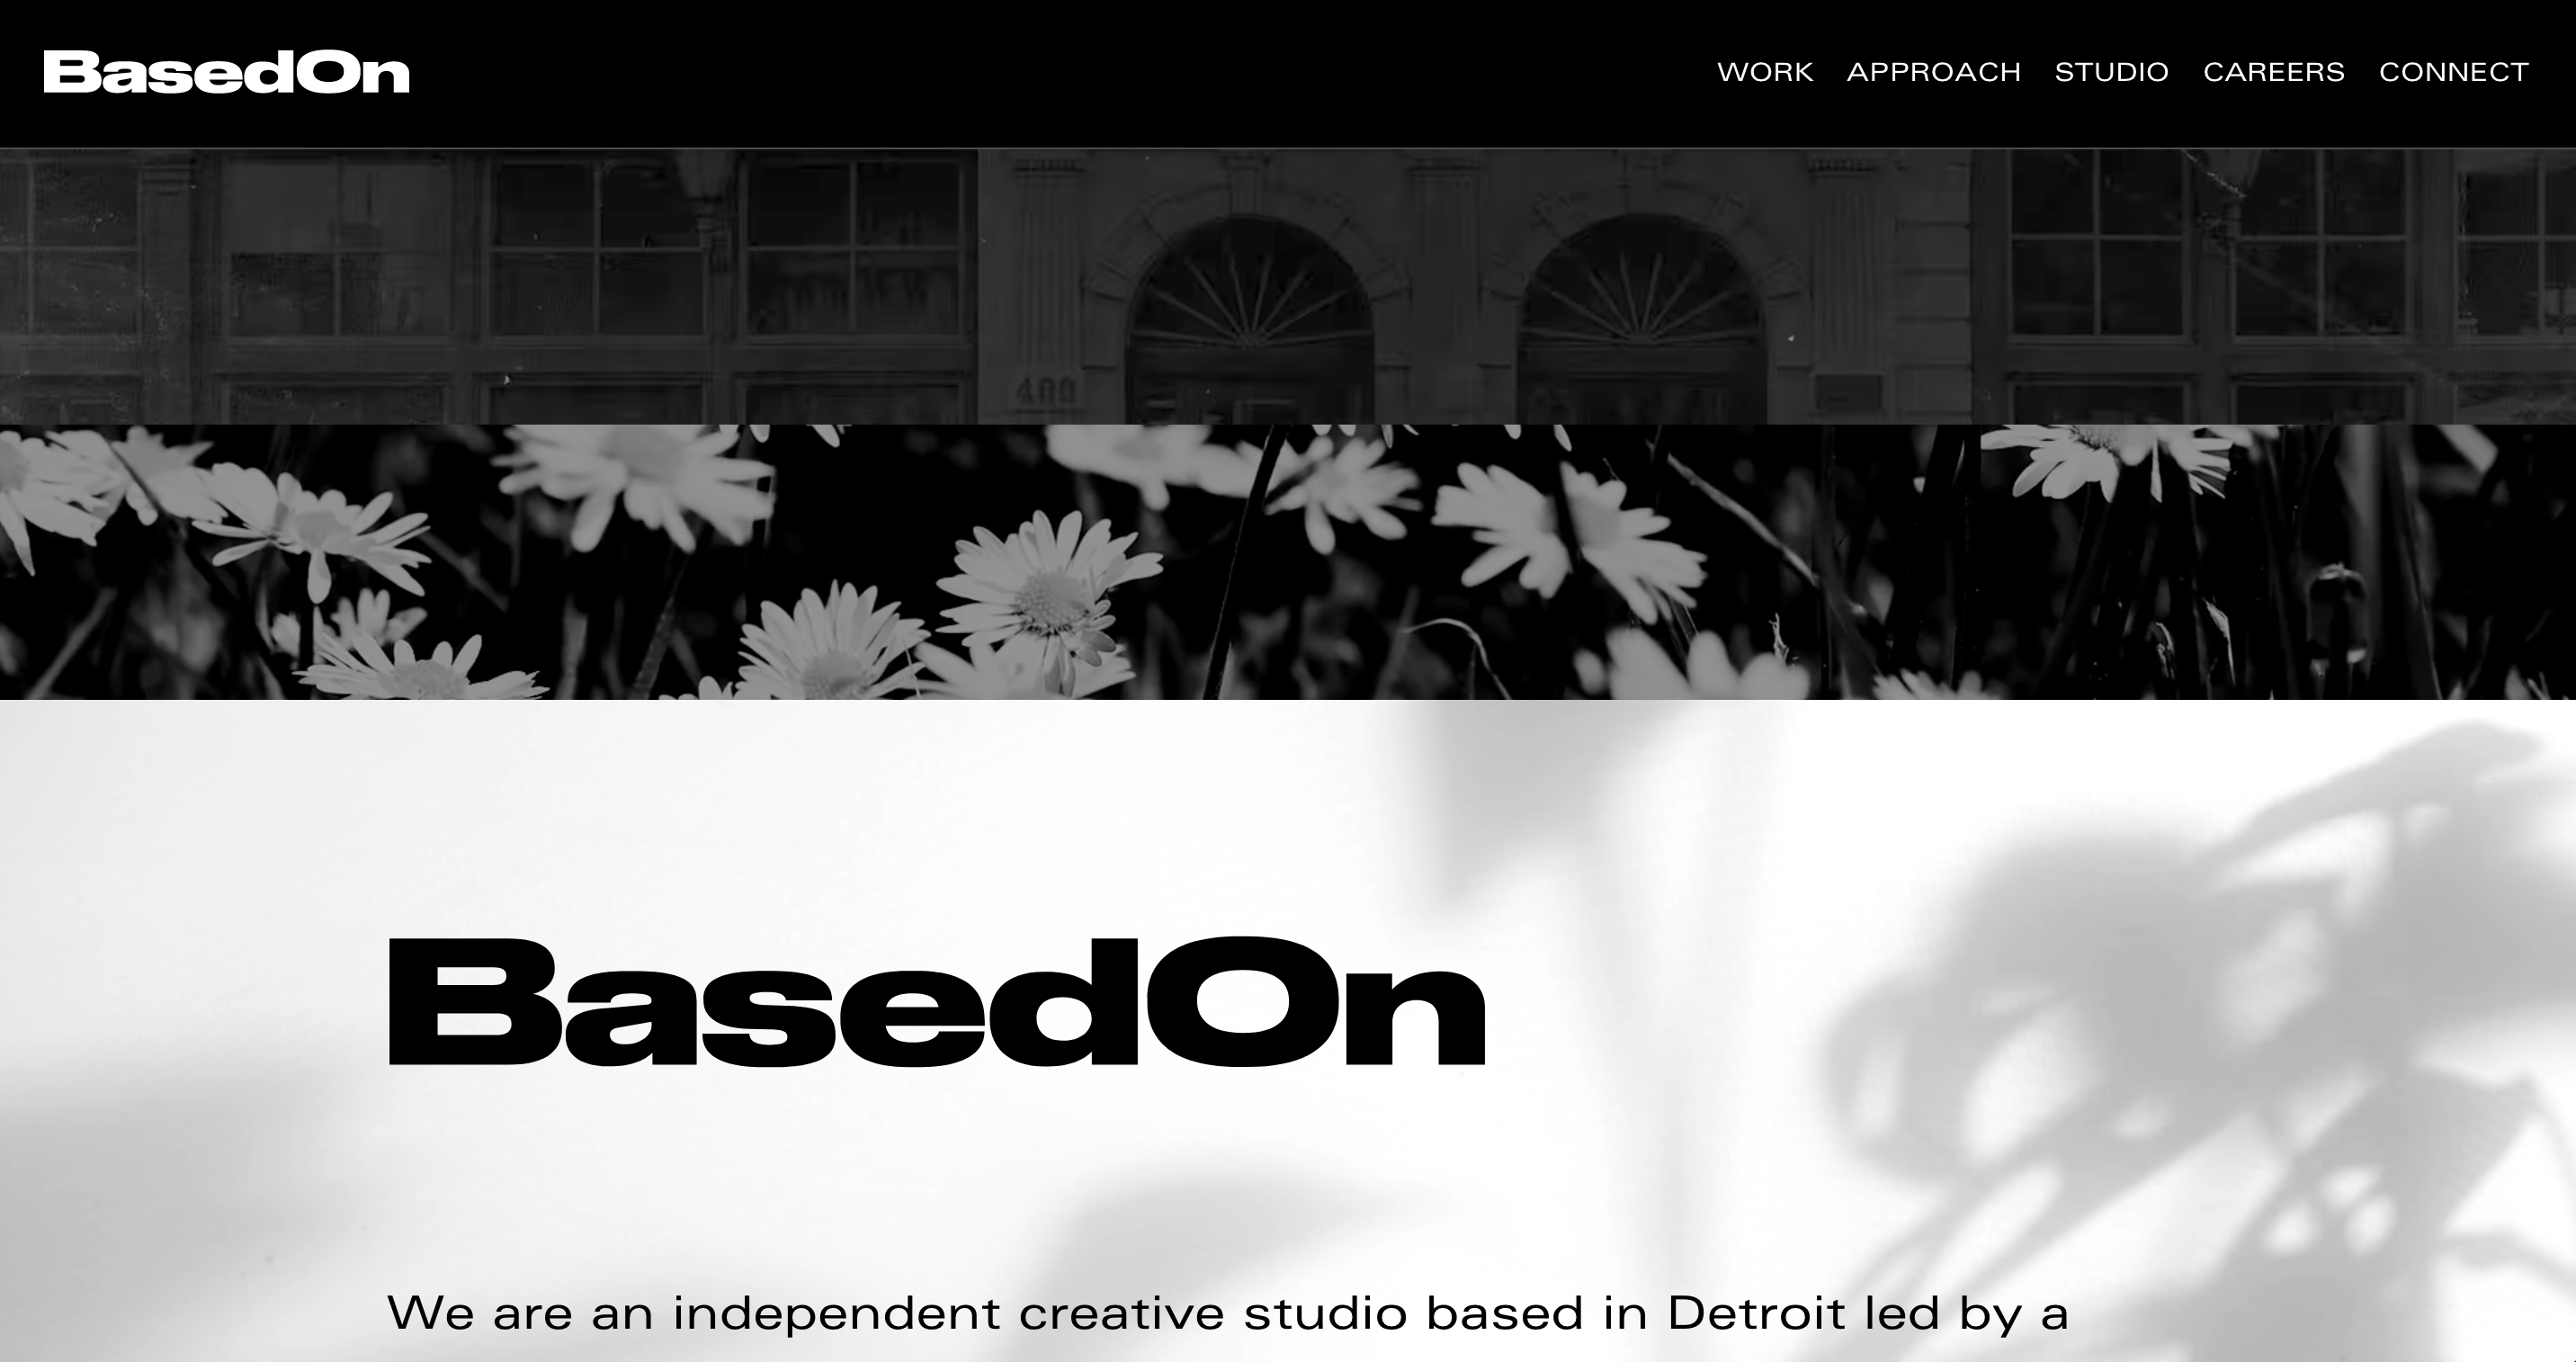 BasedOn
WORK APPROACH STUDIO CAREERS CONNECT
400
BasedOn
We are an independent creative studio based in Detroit led by a